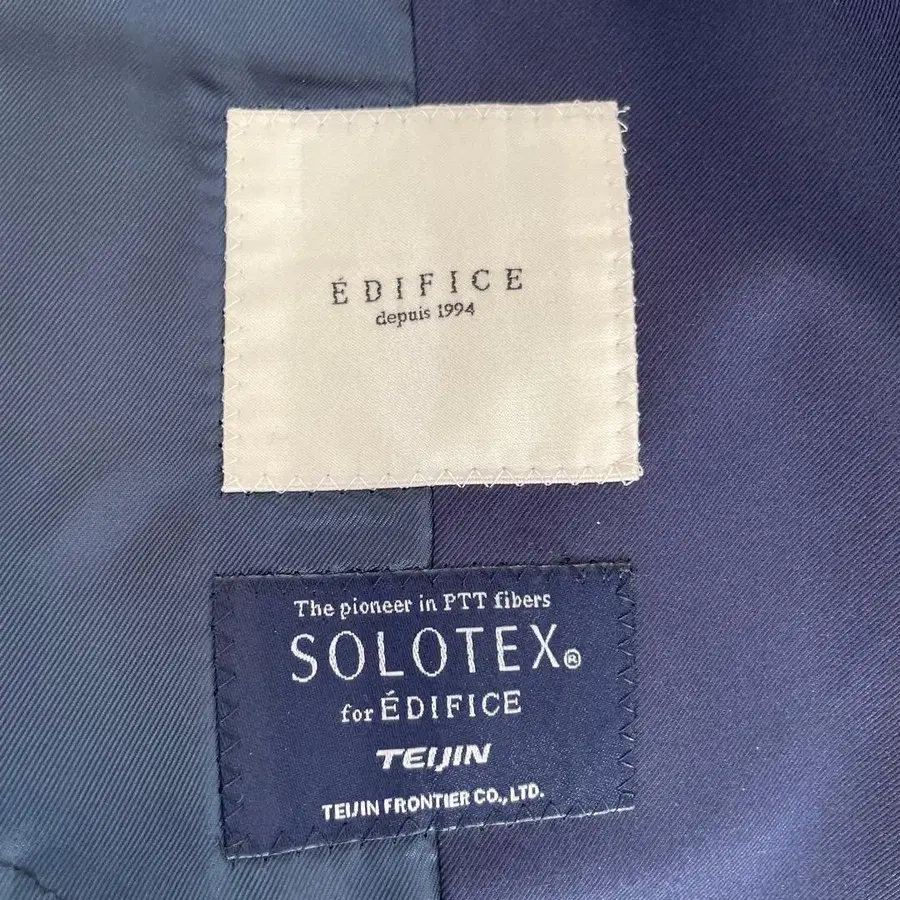 ÉDIFICE
depuis 1994
The pioneer in PTT fibers
SOLOTEX®
for ÉDIFICE
TEIJIN
TEIJIN FRONTIER CO., LTD.